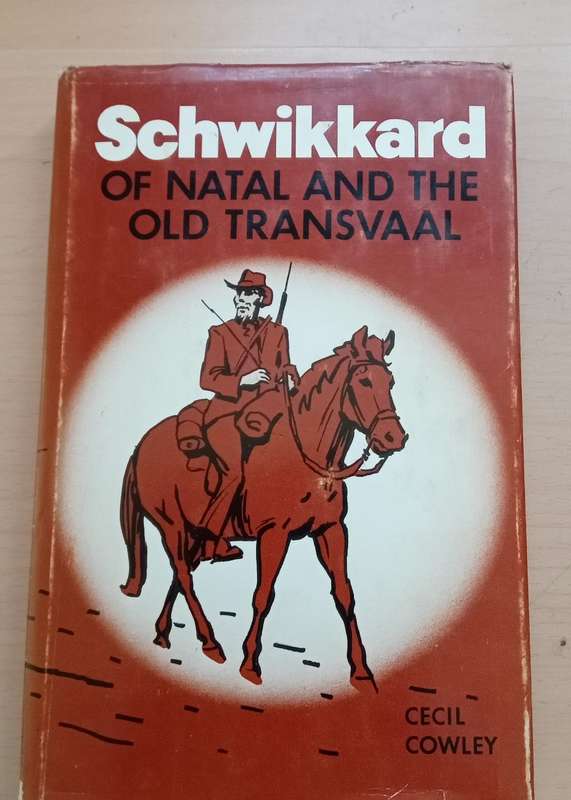 Schwikkard
OF NATAL AND THE
OLD TRANSVAAL
CECIL
COWLEY